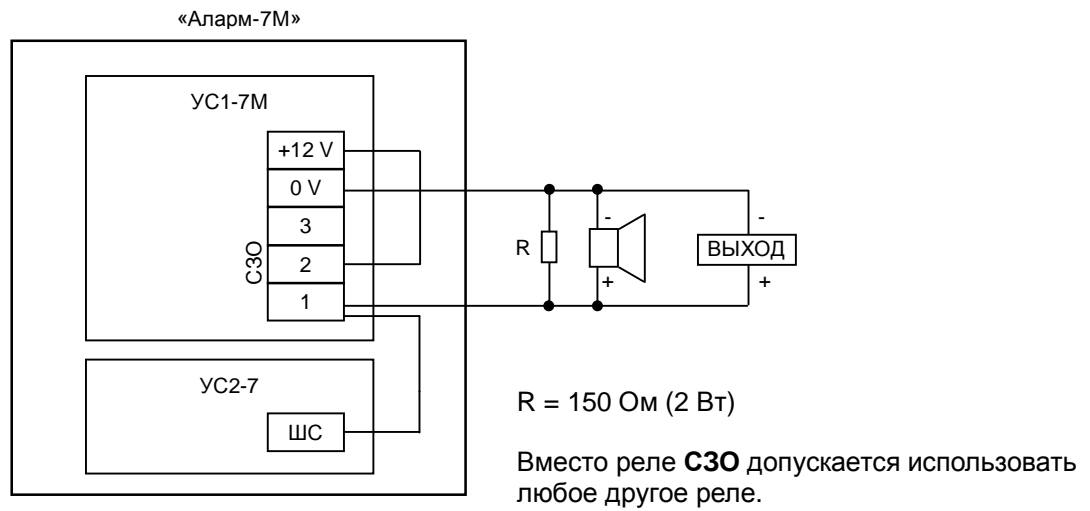 «Аларм-7М»
УС1-7М
+12 V
0 V
3
2
1
СЗО
R
-
+
-
ВЫХОД
+
УС2-7
ШС
R = 150 Ом (2 Вт)
Вместо реле СЗО допускается использовать
любое другое реле.